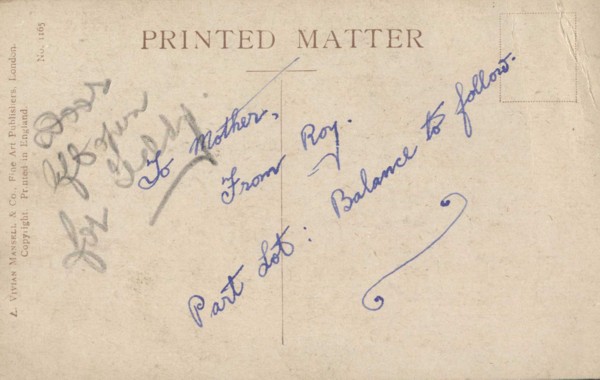 PRINTED MATTER
No. 1165
L. VIVIAN MANSELL & CO., Fine Art Publishers, London.
Copyright. Printed in England.
To Mother,
From Roy.
Part Lot: Balance to follow.